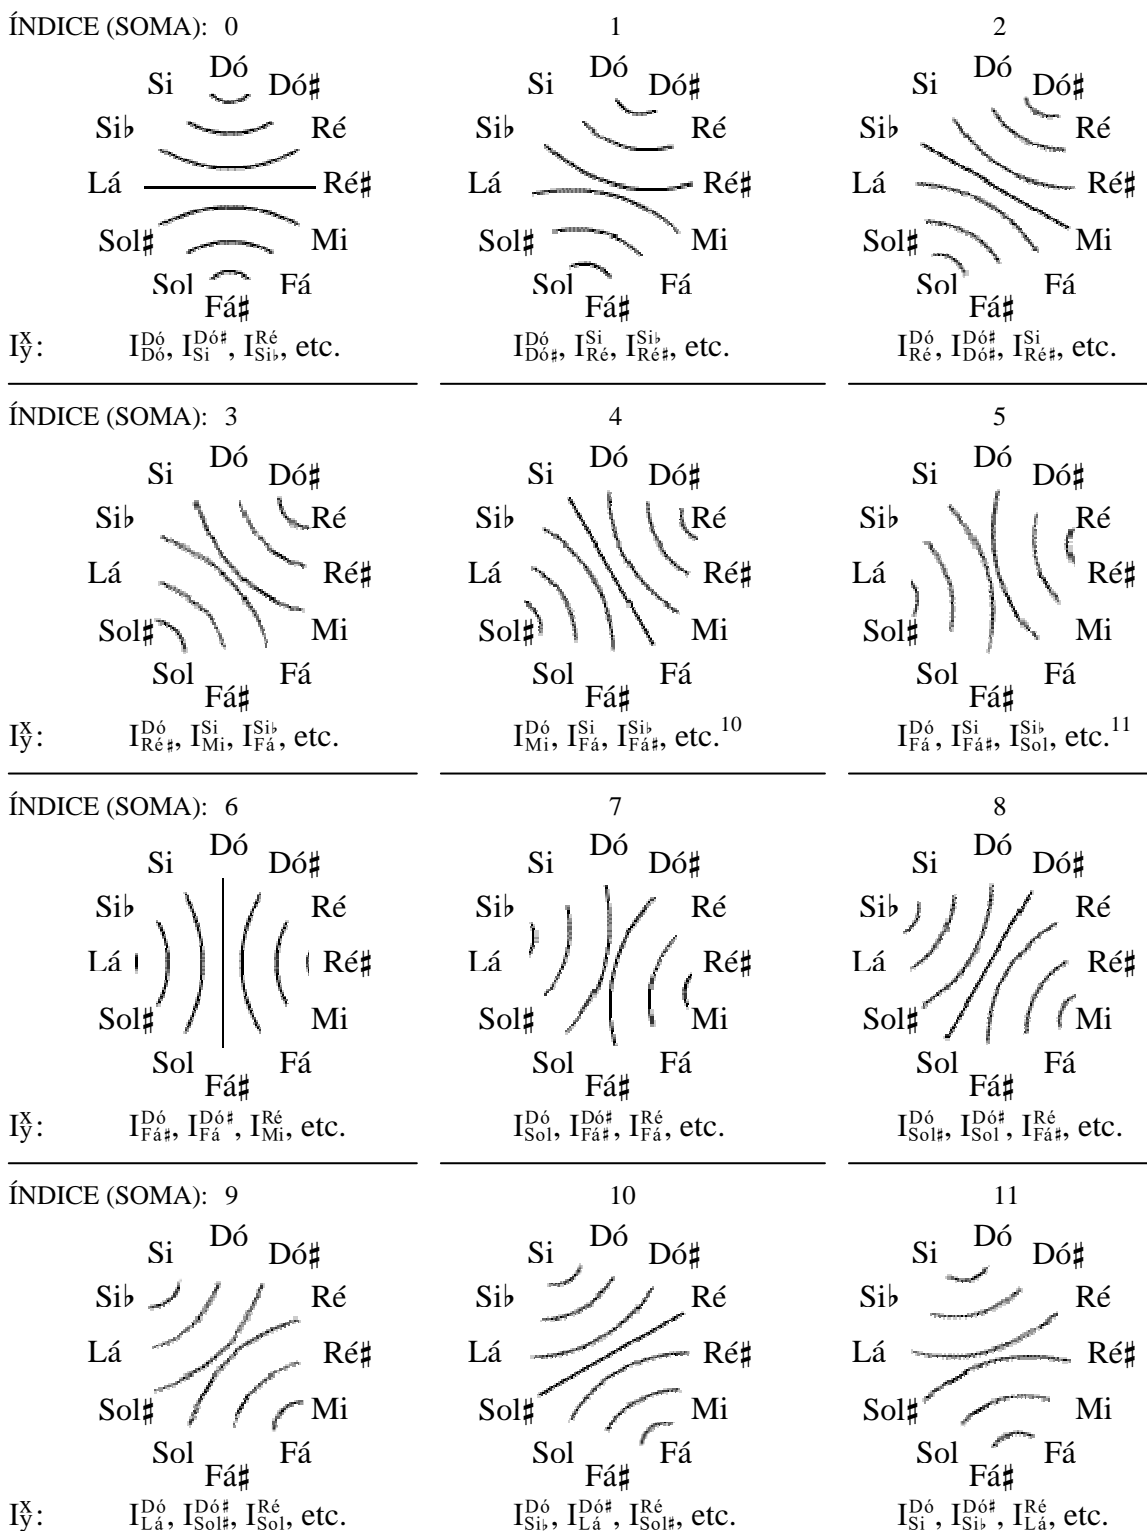 ÍNDICE (SOMA): 0 1 2
Dó Dó Dó
Si Dó♯ Si Dó♯ Si Dó♯
Si♭ Ré Si♭ Ré Si♭ Ré
Lá Ré♯ Lá Ré♯ Lá Ré♯
Sol♯ Mi Sol♯ Mi Sol♯ Mi
Sol Fá Sol Fá Sol Fá
Fá♯ Fá♯ Fá♯
I^x_y: I^Dó_Dó, I^Dó♯_Si, I^Ré_Si♭, etc. I^Dó_Dó♯, I^Si_Ré, I^Si♭_Ré♯, etc. I^Dó_Ré, I^Dó♯_Dó♯, I^Si_Ré♯, etc.
ÍNDICE (SOMA): 3 4 5
Dó Dó Dó
Si Dó♯ Si Dó♯ Si Dó♯
Si♭ Ré Si♭ Ré Si♭ Ré
Lá Ré♯ Lá Ré♯ Lá Ré♯
Sol♯ Mi Sol♯ Mi Sol♯ Mi
Sol Fá Sol Fá Sol Fá
Fá♯ Fá♯ Fá♯
I^x_y: I^Dó_Ré♯, I^Si_Mi, I^Si♭_Fá, etc. I^Dó_Mi, I^Si_Fá, I^Si♭_Fá♯, etc.¹⁰ I^Dó_Fá, I^Si_Fá♯, I^Si♭_Sol, etc.¹¹
ÍNDICE (SOMA): 6 7 8
Dó Dó Dó
Si Dó♯ Si Dó♯ Si Dó♯
Si♭ Ré Si♭ Ré Si♭ Ré
Lá Ré♯ Lá Ré♯ Lá Ré♯
Sol♯ Mi Sol♯ Mi Sol♯ Mi
Sol Fá Sol Fá Sol Fá
Fá♯ Fá♯ Fá♯
I^x_y: I^Dó_Fá♯, I^Dó♯_Fá, I^Ré_Mi, etc. I^Dó_Sol, I^Dó♯_Fá♯, I^Ré_Fá, etc. I^Dó_Sol♯, I^Dó♯_Sol, I^Ré_Fá♯, etc.
ÍNDICE (SOMA): 9 10 11
Dó Dó Dó
Si Dó♯ Si Dó♯ Si Dó♯
Si♭ Ré Si♭ Ré Si♭ Ré
Lá Ré♯ Lá Ré♯ Lá Ré♯
Sol♯ Mi Sol♯ Mi Sol♯ Mi
Sol Fá Sol Fá Sol Fá
Fá♯ Fá♯ Fá♯
I^x_y: I^Dó_Lá, I^Dó♯_Sol♯, I^Ré_Sol, etc. I^Dó_Si♭, I^Dó♯_Lá, I^Ré_Sol♯, etc. I^Dó_Si, I^Dó♯_Si♭, I^Ré_Lá, etc.